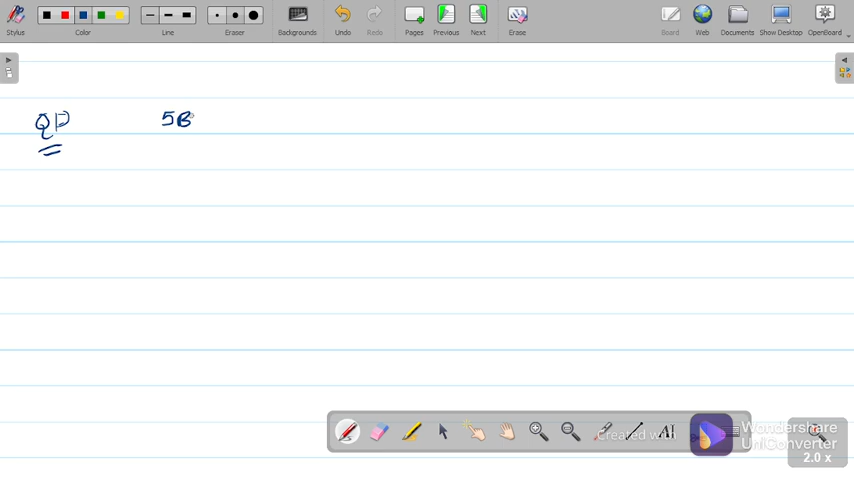 Stylus Color Line Eraser Backgrounds Undo Redo Pages Previous Next Erase Board Web Documents Show Desktop OpenBoard
QP 5B
Created with Wondershare
UniConverter
2.0 x